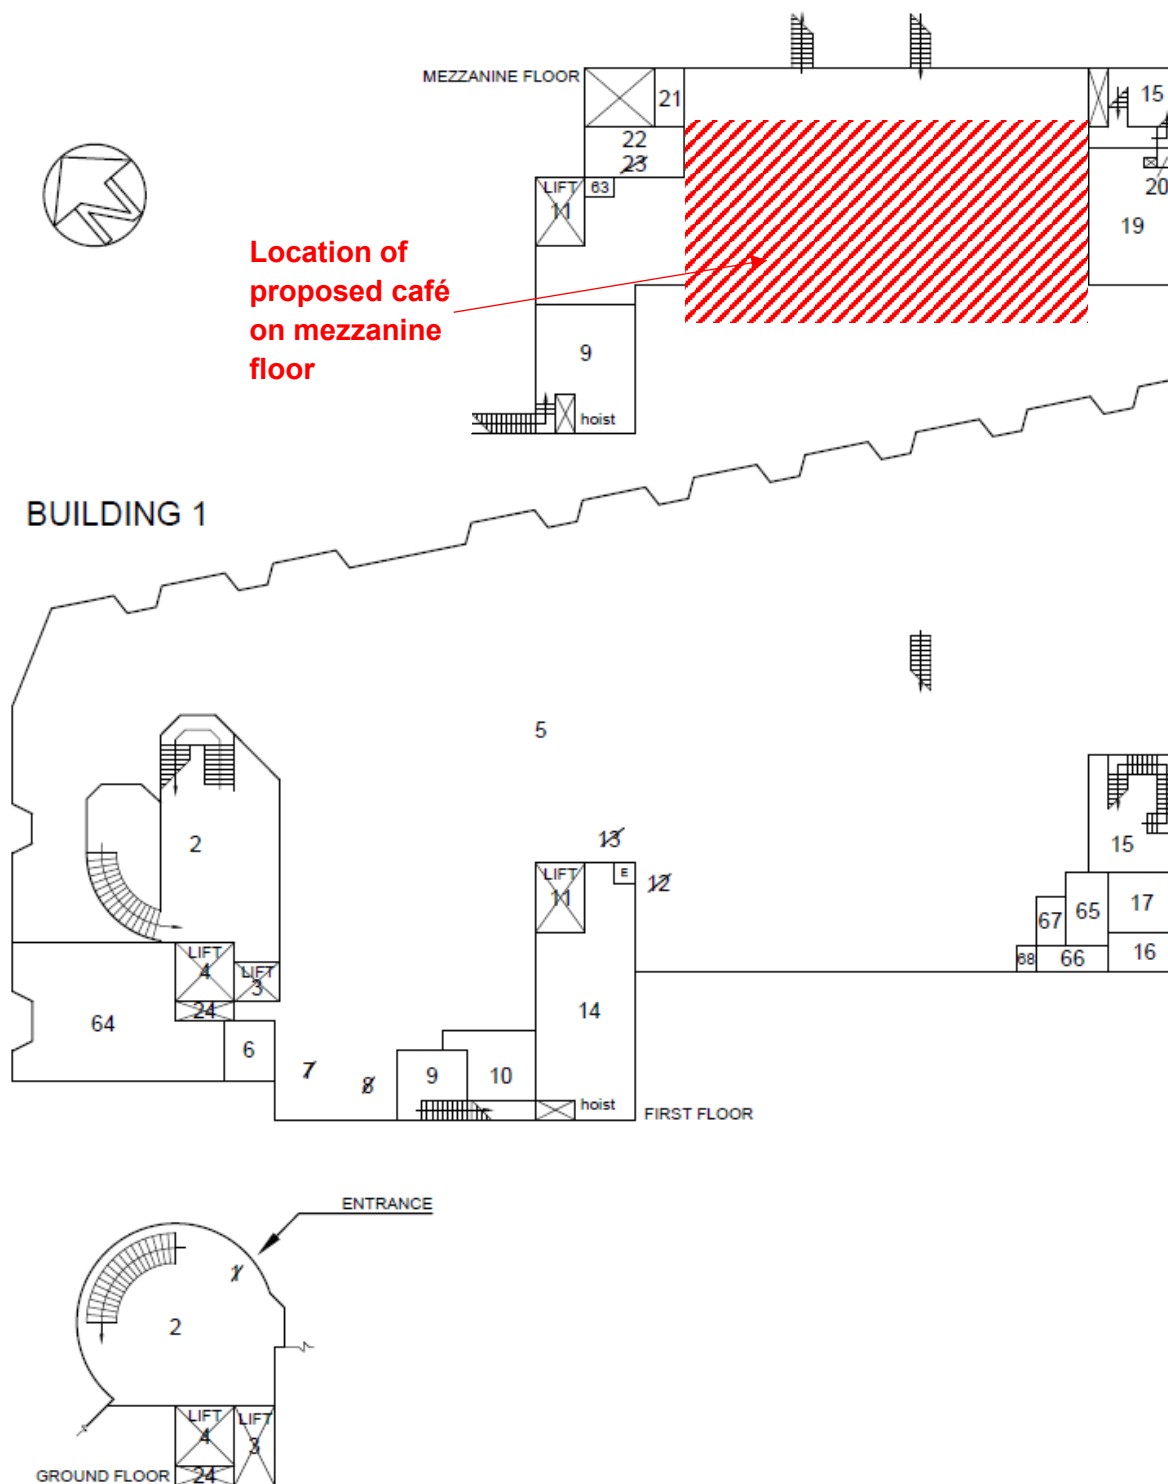 MEZZANINE FLOOR
21
15
22
23
LIFT
11
63
20
19
Location of
proposed café
on mezzanine
floor
9
hoist
BUILDING 1
5
2
13
LIFT
11
E
12
15
67
65
17
68
66
16
LIFT
4
LIFT
3
24
64
6
7
8
9
10
14
hoist
FIRST FLOOR
ENTRANCE
1
2
LIFT
4
LIFT
3
GROUND FLOOR
24